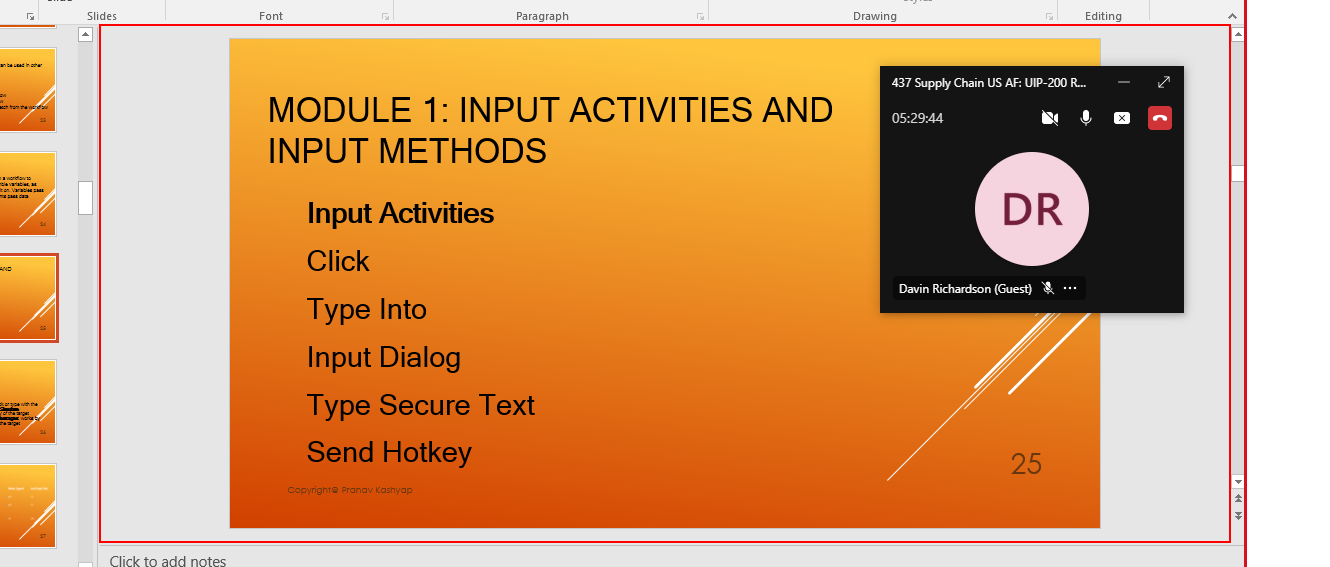 Slides
Font
Paragraph
Drawing
Editing
MODULE 1: INPUT ACTIVITIES AND
INPUT METHODS
Input Activities
Click
Type Into
Input Dialog
Type Secure Text
Send Hotkey
Copyright@ Pranav Kashyap
25
437 Supply Chain US AF: UIP-200 R...
05:29:44
DR
Davin Richardson (Guest)
Click to add notes